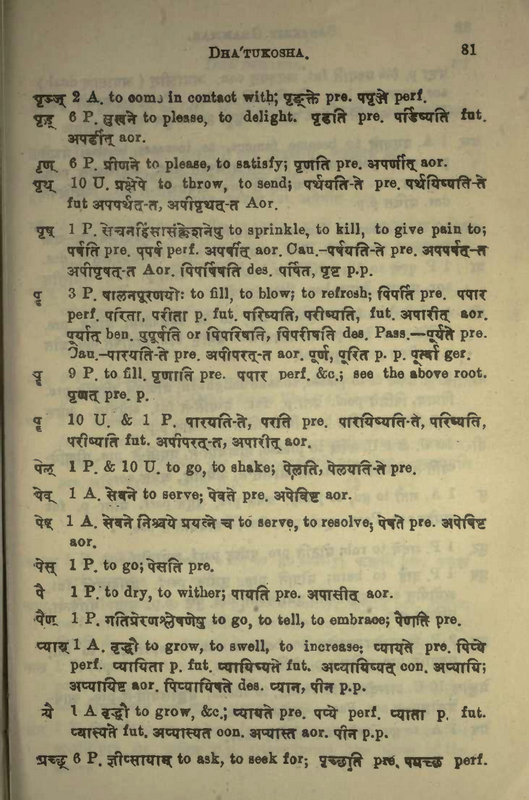 DHA'TUKOSHA. 81
पृञ्ज् 2 A. to come in contact with; पृङ्क्ते pre. पपृञ्जे perf.
पृड् 6 P. सुखने to please, to delight. पृडति pre. पर्डिष्यति fut.
अपर्डीत् aor.
पृण् 6 P. प्रीणने to please, to satisfy; पृणति pre. अपर्णीत् aor.
पृथ् 10 U. प्रक्षेपे to throw, to send; पर्थयति-ते pre. पर्थयिष्यति-ते
fut अपपर्थत्-त, अपीपृथत्-त Aor.
पृष् 1 P. सेचनहिंसासंक्लेशनेषु to sprinkle, to kill, to give pain to;
पर्षति pre. पपर्ष perf. अपर्षीत् aor. Cau.-पर्षयति-ते pre. अपपर्षत्-त
अपीपृषत्-त Aor. पिपर्षिषति des. पर्षित, पृष्ट p.p.
पॄ 3 P. पालनपूरणयोः to fill, to blow; to refresh; पिपर्ति pre. पपार
perf. परिता, परीता p. fut. परिष्यति, परीष्यति, fut. अपारीत् aor.
पूर्यात् ben. पुपूर्षति or पिपरिषति, पिपरीषति des. Pass.—पूर्यते pre.
Cau.-पारयति-ते pre. अपीपरत्-त aor. पूर्ण, पूरित p. p. पूर्त्वा ger.
पॄ 9 P. to fill. पृणाति pre. पपार perf. &c.; see the above root.
पृणत् pre. p.
पॄ 10 U. & 1 P. पारयति-ते, परति pre. पारयिष्यति-ते, परिष्यति,
परीष्यति fut. अपीपरत्-त, अपारीत् aor.
पेल् 1 P. & 10 U. to go, to shake; पेलति, पेलयति-ते pre.
पेव् 1 A. सेवने to serve; पेवते pre. अपेविष्ट aor.
पेष् 1 A. सेवने निश्चये प्रयत्ने च to serve, to resolve; पेषते pre. अपेषिष्ट
aor.
पेस् 1 P. to go; पेसति pre.
पै 1 P. to dry, to wither; पायति pre. अपासीत् aor.
पैण् 1 P. गतिप्रेरणश्लेषणेषु to go, to tell, to embrace; पैणति pre.
प्याय् 1 A. वृद्धौ to grow, to swell, to increase; प्यायते pre. पिप्ये
perf. प्यायिता p. fut. प्यायिष्यते fut. अप्यायिष्यत con. अप्यायि;
अप्यायिष्ट aor. पिप्यायिषते des. प्यान, पीन p.p.
प्यै 1 A वृद्धौ to grow, &c.; प्यायते pre. पप्ये perf. प्याता p. fut.
प्यास्यते fut. अप्यास्यत con. अप्यास्त aor. पीन p.p.
प्रच्छ् 6 P. ज्ञीप्सायाम् to ask, to seek for; पृच्छति pre. पप्रच्छ perf.